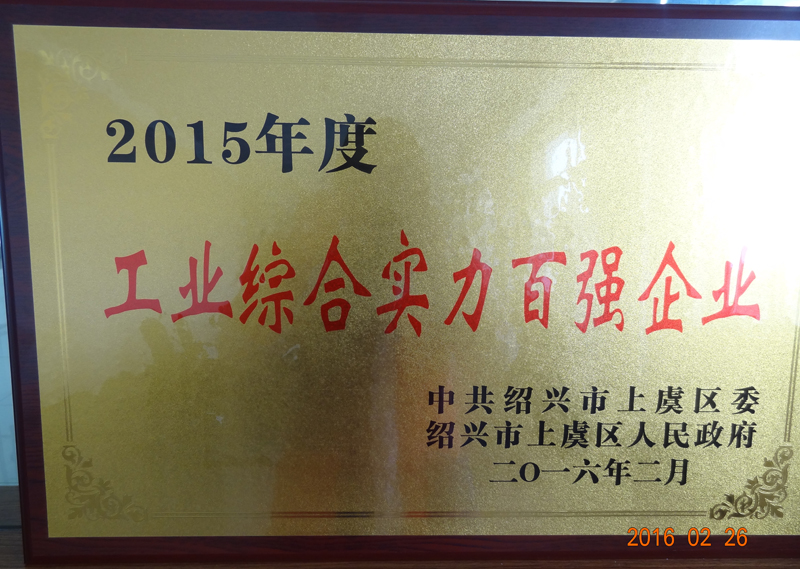 2015年度
工业综合实力百强企业
中共绍兴市上虞区委
绍兴市上虞区人民政府
二O一六年二月
2016 02 26